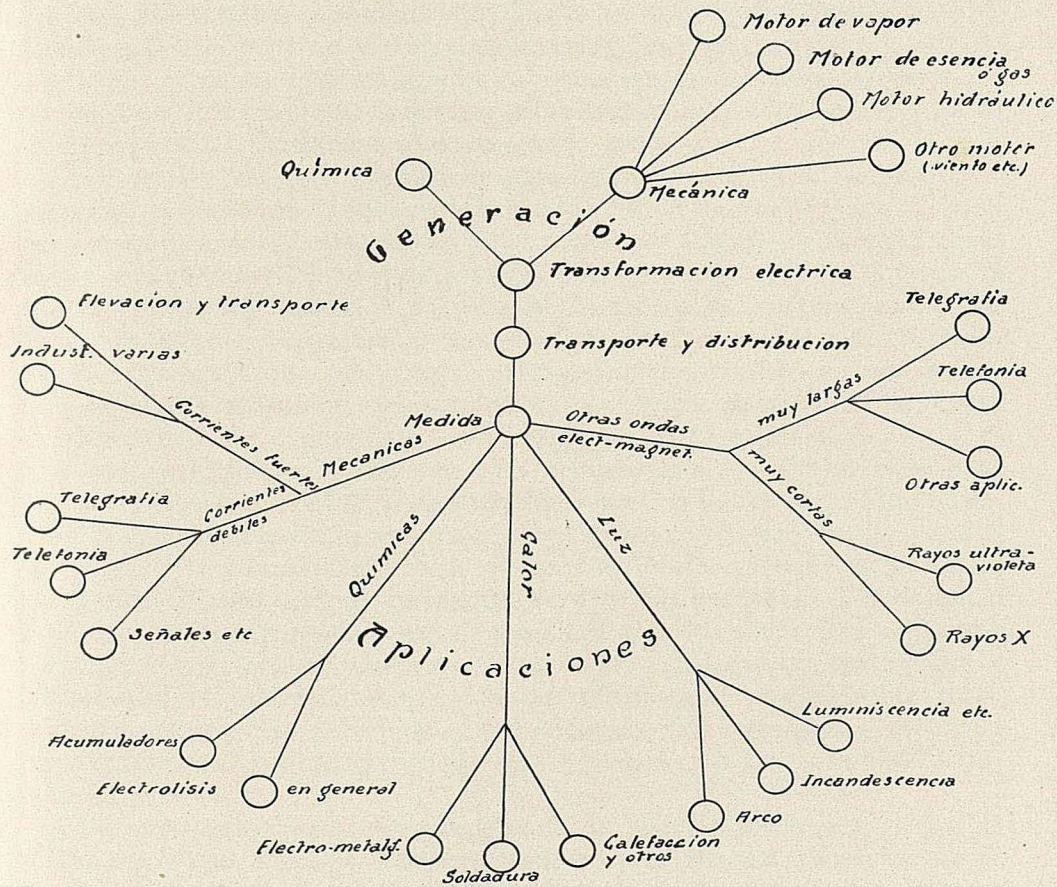 Motor de vapor
Motor de esencia
ó gas
Motor hidráulico
Otro motor
(viento etc.)
Química
Mecánica
Generación
Transformacion electrica
Elevacion y transporte
Telegrafia
Transporte y distribucion
Indust. varias
Telefonia
muy largas
Corrientes fuertes
Medida
Otras ondas
elect-magnet.
Mecanicas
muy cortas
Otras aplic.
Telegrafia
Corrientes
debiles
Quimicas
Calor
Luz
Telefonia
Rayos ultra-
violeta
Señales etc
Rayos X
Aplicaciones
Luminiscencia etc.
Acumuladores
Electrolisis en general
Incandescencia
Arco
Electro-metalg.
Soldadura
Calefaccion
y otros